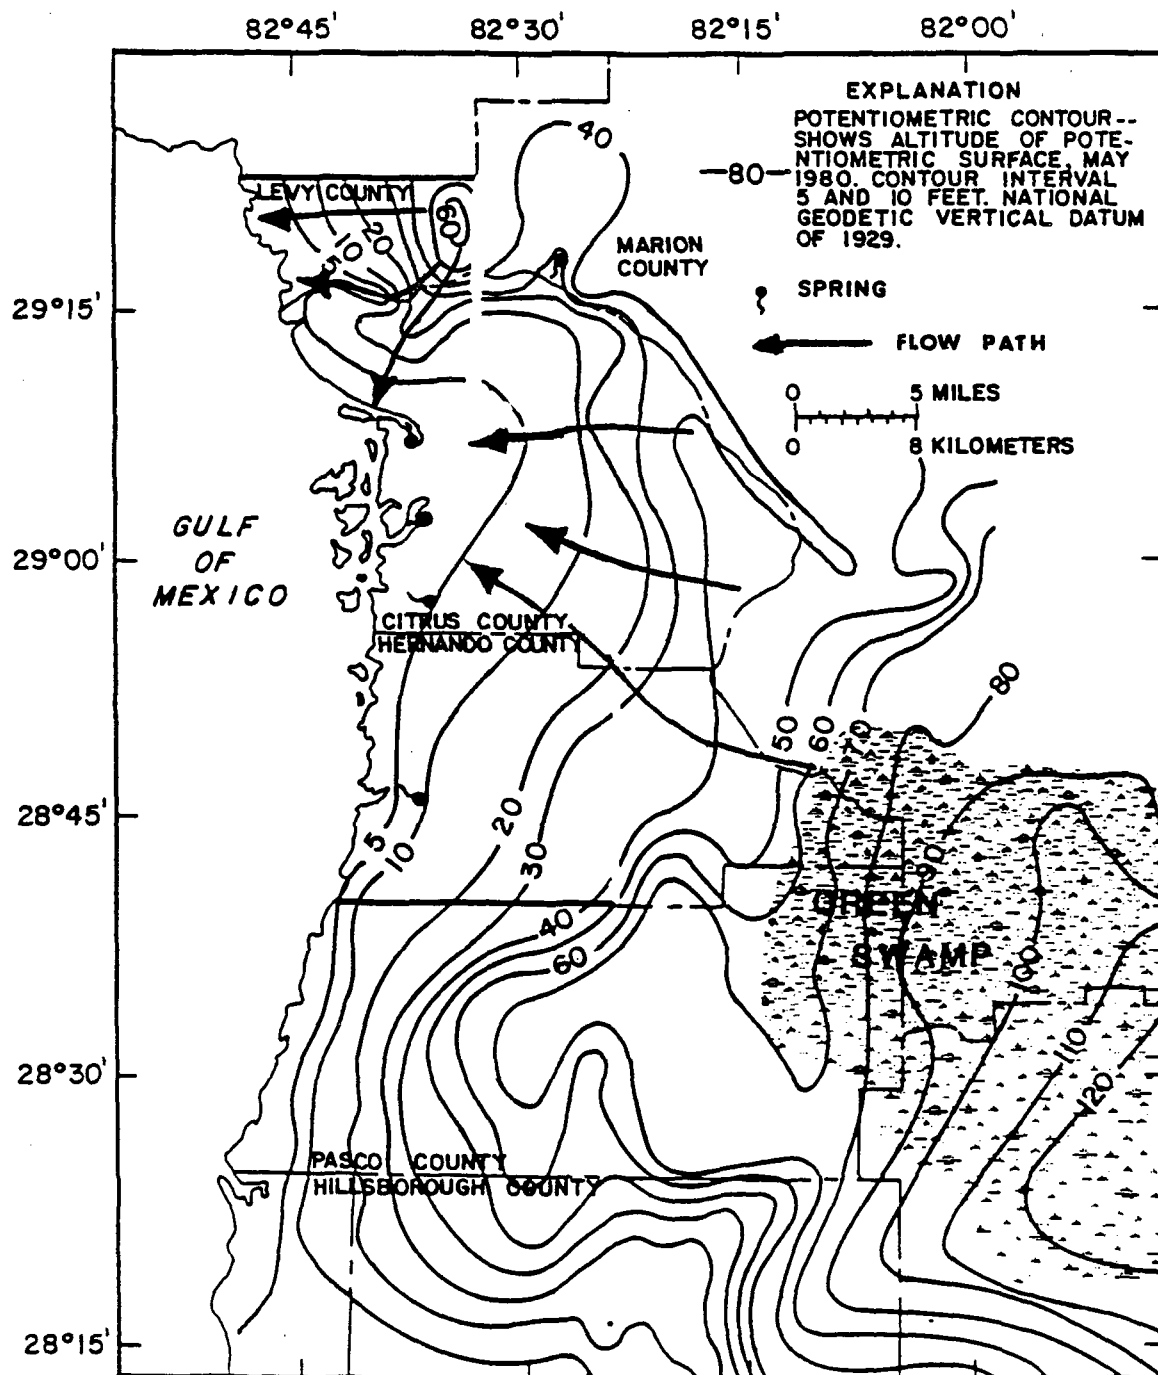 82°45' 82°30' 82°15' 82°00'
EXPLANATION
POTENTIOMETRIC CONTOUR--
SHOWS ALTITUDE OF POTE-
NTIOMETRIC SURFACE, MAY
—80— 1980. CONTOUR INTERVAL
5 AND 10 FEET. NATIONAL
GEODETIC VERTICAL DATUM
OF 1929.
SPRING
FLOW PATH
0 5 MILES
0 8 KILOMETERS
40
LEVY COUNTY
60
20
10
5
MARION
COUNTY
29°15'
GULF
OF
MEXICO
29°00'
CITRUS COUNTY
HERNANDO COUNTY
80
50
60
70
28°45'
5
10
20
30
40
60
90
GREEN
SWAMP
100
110
120
28°30'
PASCO COUNTY
HILLSBOROUGH COUNTY
28°15'